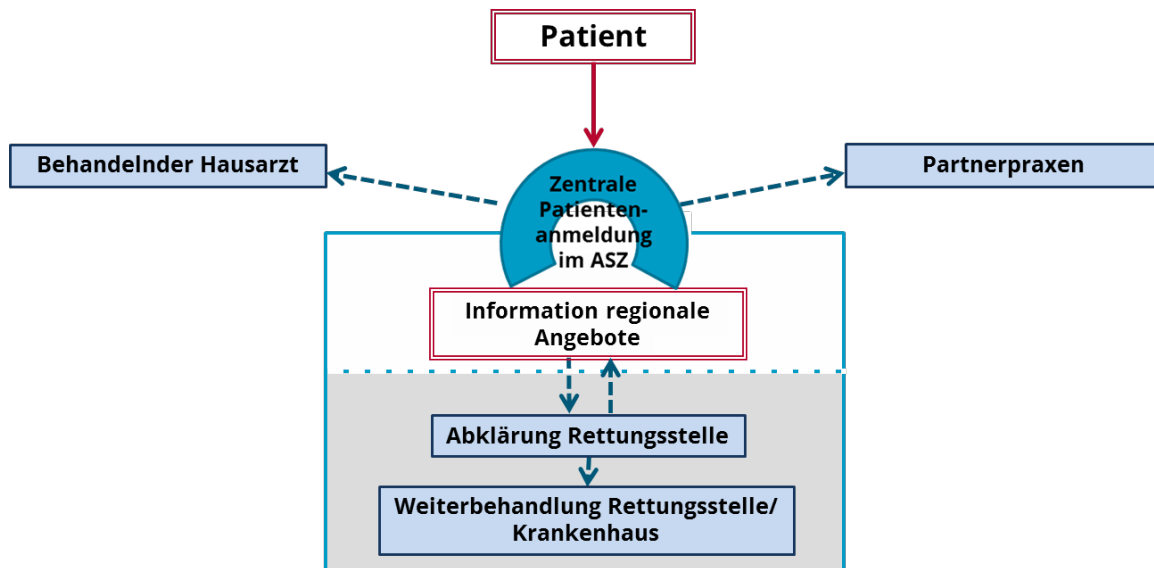 Patient
Behandelnder Hausarzt
Partnerpraxen
Zentrale
Patienten-
anmeldung
im ASZ
Information regionale
Angebote
Abklärung Rettungsstelle
Weiterbehandlung Rettungsstelle/
Krankenhaus